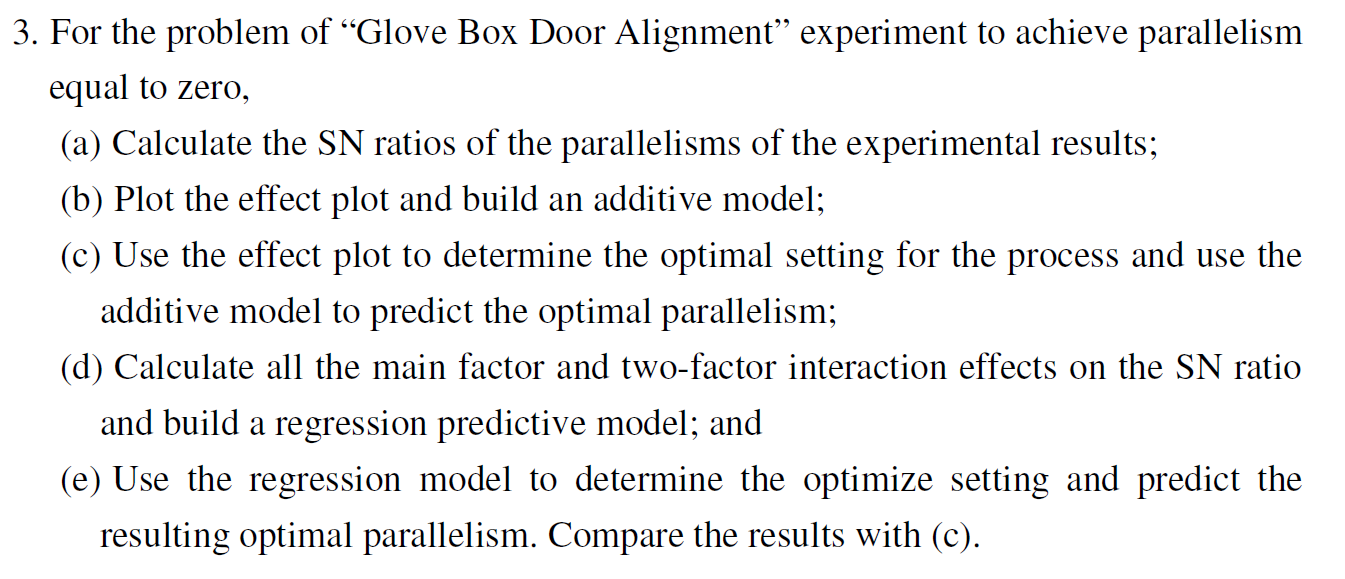 3. For the problem of “Glove Box Door Alignment” experiment to achieve parallelism
equal to zero,
(a) Calculate the SN ratios of the parallelisms of the experimental results;
(b) Plot the effect plot and build an additive model;
(c) Use the effect plot to determine the optimal setting for the process and use the
additive model to predict the optimal parallelism;
(d) Calculate all the main factor and two-factor interaction effects on the SN ratio
and build a regression predictive model; and
(e) Use the regression model to determine the optimize setting and predict the
resulting optimal parallelism. Compare the results with (c).